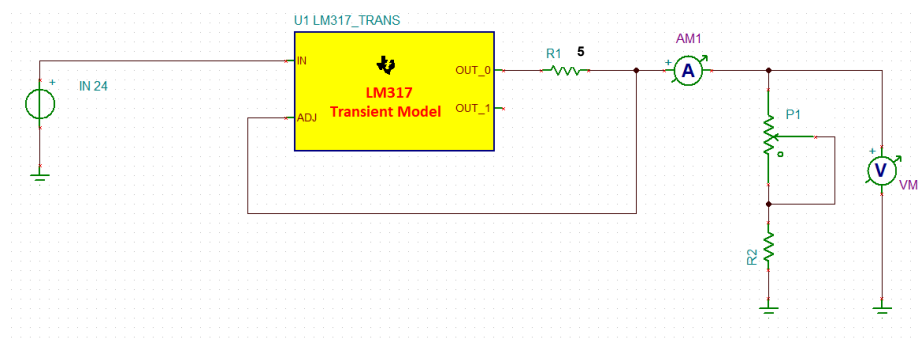 U1 LM317_TRANS
IN 24
IN
ADJ
LM317
Transient Model
OUT_0
OUT_1
R1 5
AM1
+
A
P1
+
V
VM
R2
+